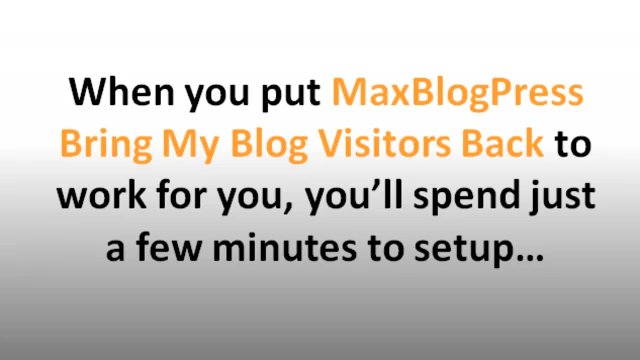 When you put MaxBlogPress
Bring My Blog Visitors Back to
work for you, you’ll spend just
a few minutes to setup…